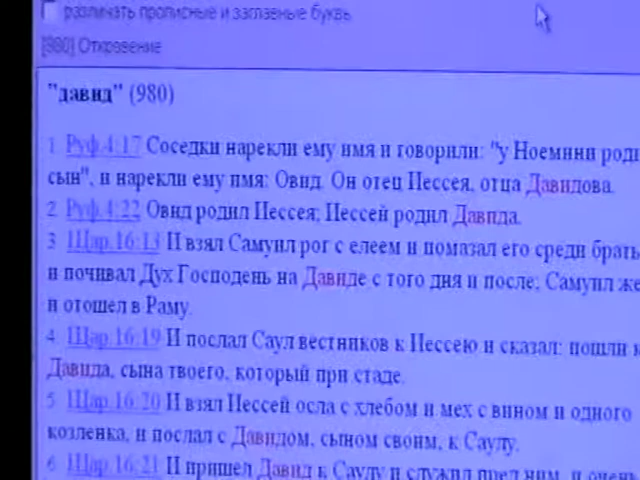 различать прописные и заглавные буквы
[980] Откровение
"давид" (980)
1 Руф.4:17 Соседки нарекли ему имя и говорили: "у Ноемини роди
сын", и нарекли ему имя: Овид. Он отец Иессея, отца Давидова.
2 Руф.4:22 Овид родил Иессея; Иессей родил Давида.
3 1Цар.16:13 И взял Самуил рог с елеем и помазал его среди брать
и почивал Дух Господень на Давиде с того дня и после; Самуил же
и отошел в Раму.
4 1Цар.16:19 И послал Саул вестников к Иессею и сказал: пошли к
Давида, сына твоего, который при стаде.
5 1Цар.16:20 И взял Иессей осла с хлебом и мех с вином и одного
козленка, и послал с Давидом, сыном своим, к Саулу.
6 1Цар.16:21 И пришел Давид к Саулу и служил пред ним, и очень